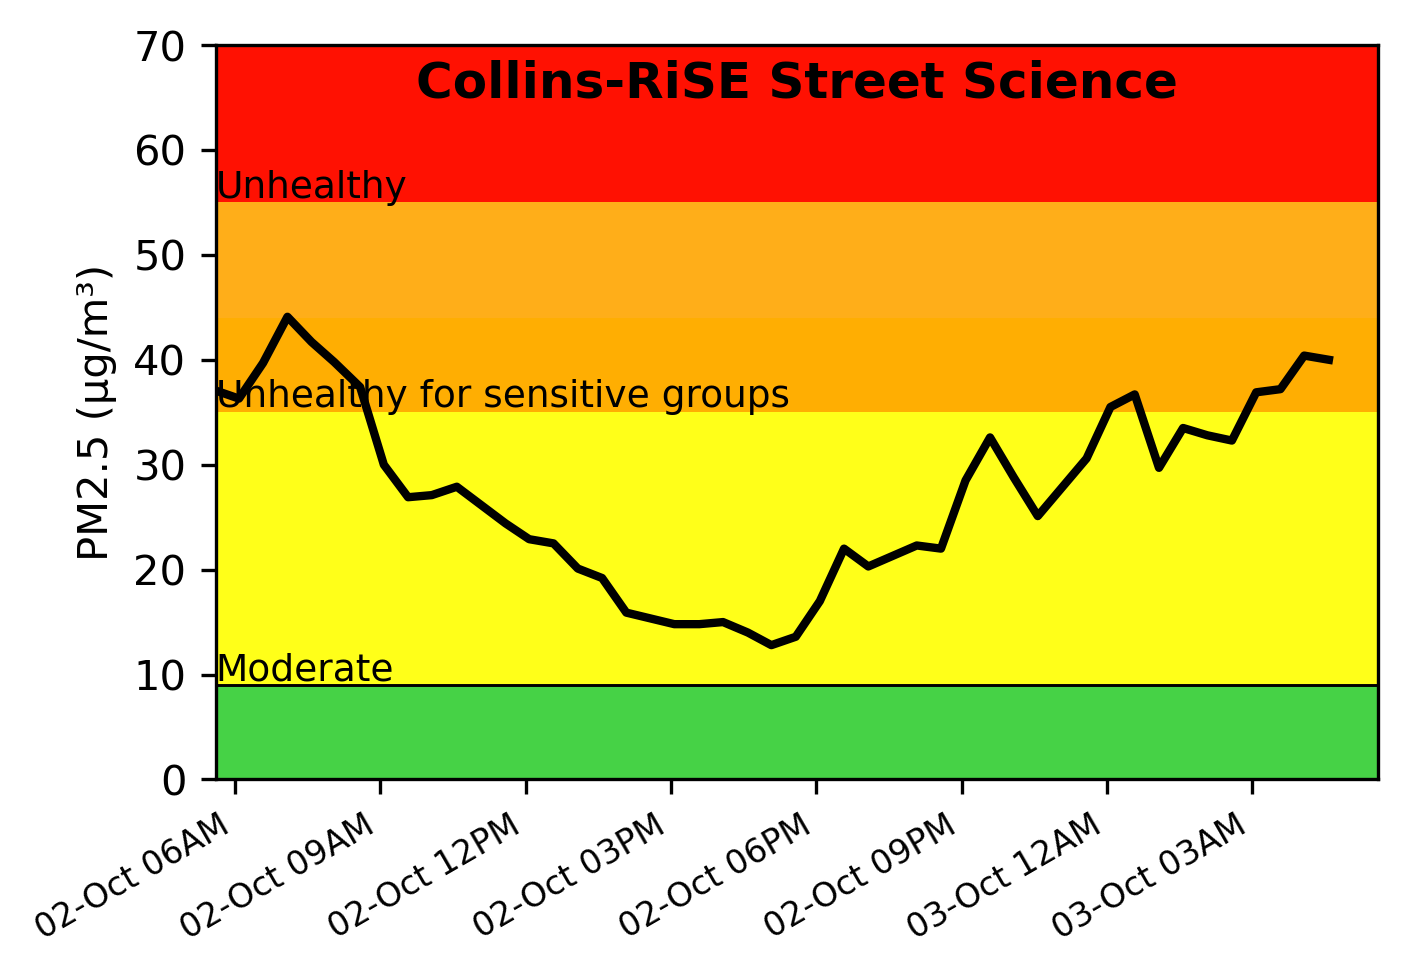 Collins-RiSE Street Science
70
60
Unhealthy
50
40
Unhealthy for sensitive groups
30
20
Moderate
10
0
PM2.5 (µg/m³)
02-Oct 06AM
02-Oct 09AM
02-Oct 12PM
02-Oct 03PM
02-Oct 06PM
02-Oct 09PM
03-Oct 12AM
03-Oct 03AM